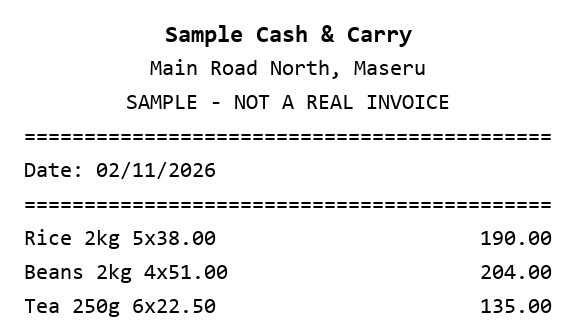 Sample Cash & Carry
Main Road North, Maseru
SAMPLE - NOT A REAL INVOICE
============================================
Date: 02/11/2026
============================================
Rice 2kg 5x38.00 190.00
Beans 2kg 4x51.00 204.00
Tea 250g 6x22.50 135.00